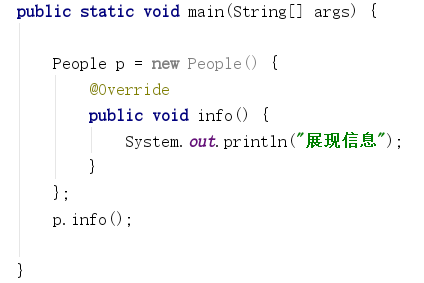 public static void main(String[] args) {
People p = new People() {
@Override
public void info() {
System.out.println("展现信息");
}
};
p.info();
}